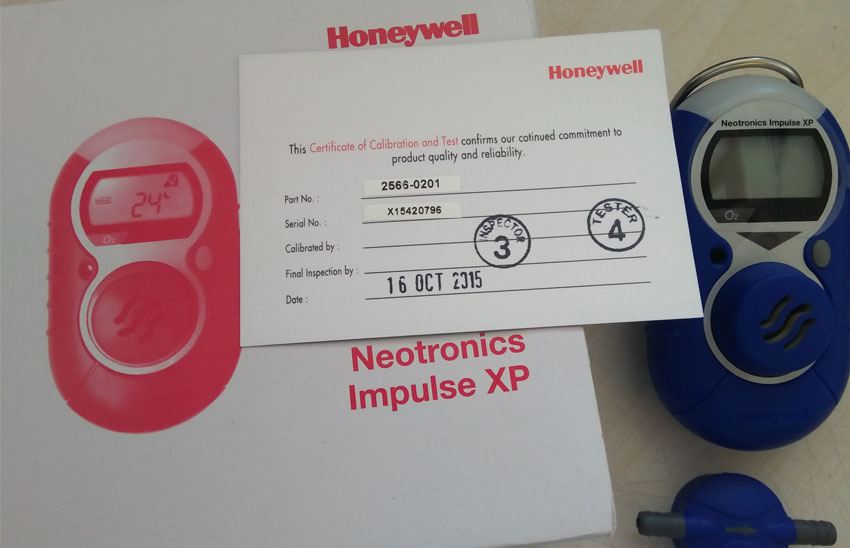 Honeywell
Honeywell
This Certificate of Calibration and Test confirms our cotinued commitment to
product quality and reliability.
Part No. : 2566-0201
Serial No. : X15420796
Calibrated by :
INSPECTOR 3
TESTER 4
Final Inspection by :
Date : 16 OCT 2015
Neotronics
Impulse XP
24
O2
Neotronics Impulse XP
O2
Honeywell